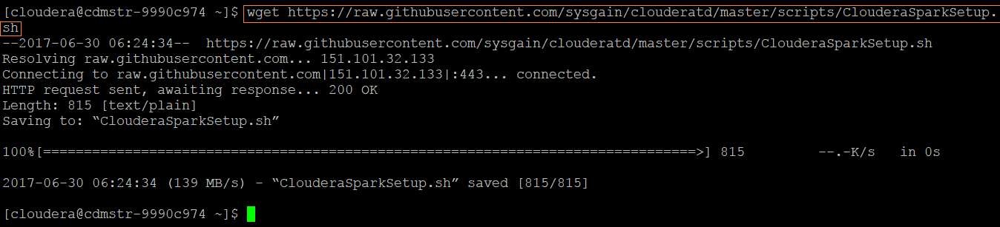 [cloudera@cdmstr-9990c974 ~]$ wget https://raw.githubusercontent.com/sysgain/clouderatd/master/scripts/ClouderaSparkSetup.
sh
--2017-06-30 06:24:34--  https://raw.githubusercontent.com/sysgain/clouderatd/master/scripts/ClouderaSparkSetup.sh
Resolving raw.githubusercontent.com... 151.101.32.133
Connecting to raw.githubusercontent.com|151.101.32.133|:443... connected.
HTTP request sent, awaiting response... 200 OK
Length: 815 [text/plain]
Saving to: “ClouderaSparkSetup.sh”
100%[================================================================================>] 815         --.-K/s   in 0s
2017-06-30 06:24:34 (139 MB/s) - “ClouderaSparkSetup.sh” saved [815/815]
[cloudera@cdmstr-9990c974 ~]$